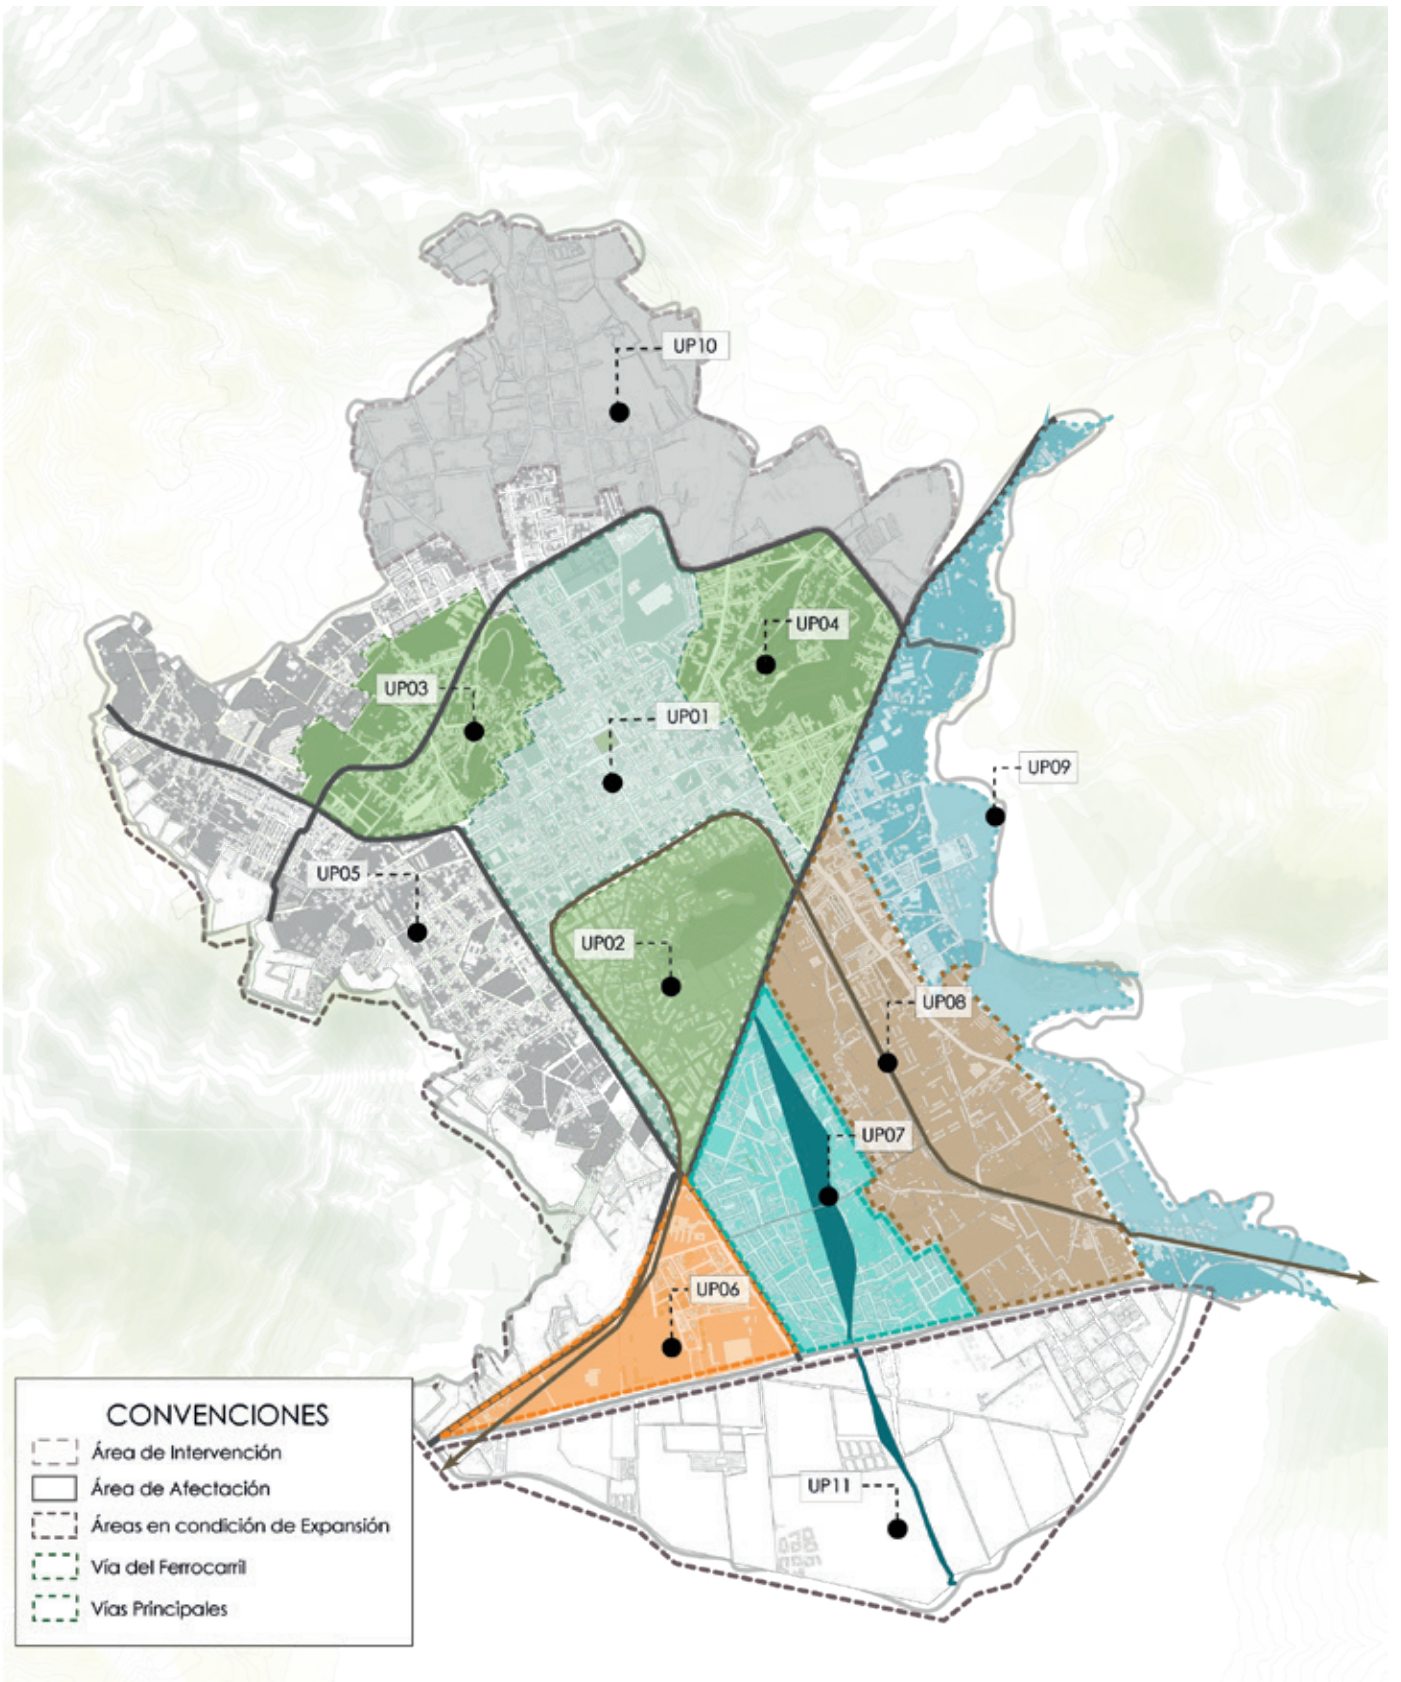 UP10
UP04
UP03
UP01
UP09
UP05
UP02
UP08
UP07
UP06
UP11
CONVENCIONES
Área de Intervención
Área de Afectación
Áreas en condición de Expansión
Vía del Ferrocarril
Vías Principales